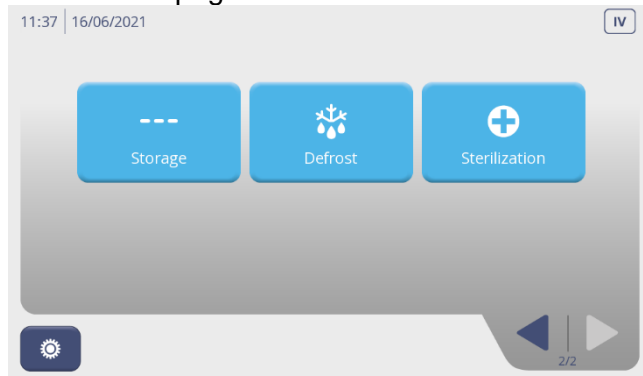 11:37 16/06/2021 IV
--- 
Storage Defrost Sterilization
2/2